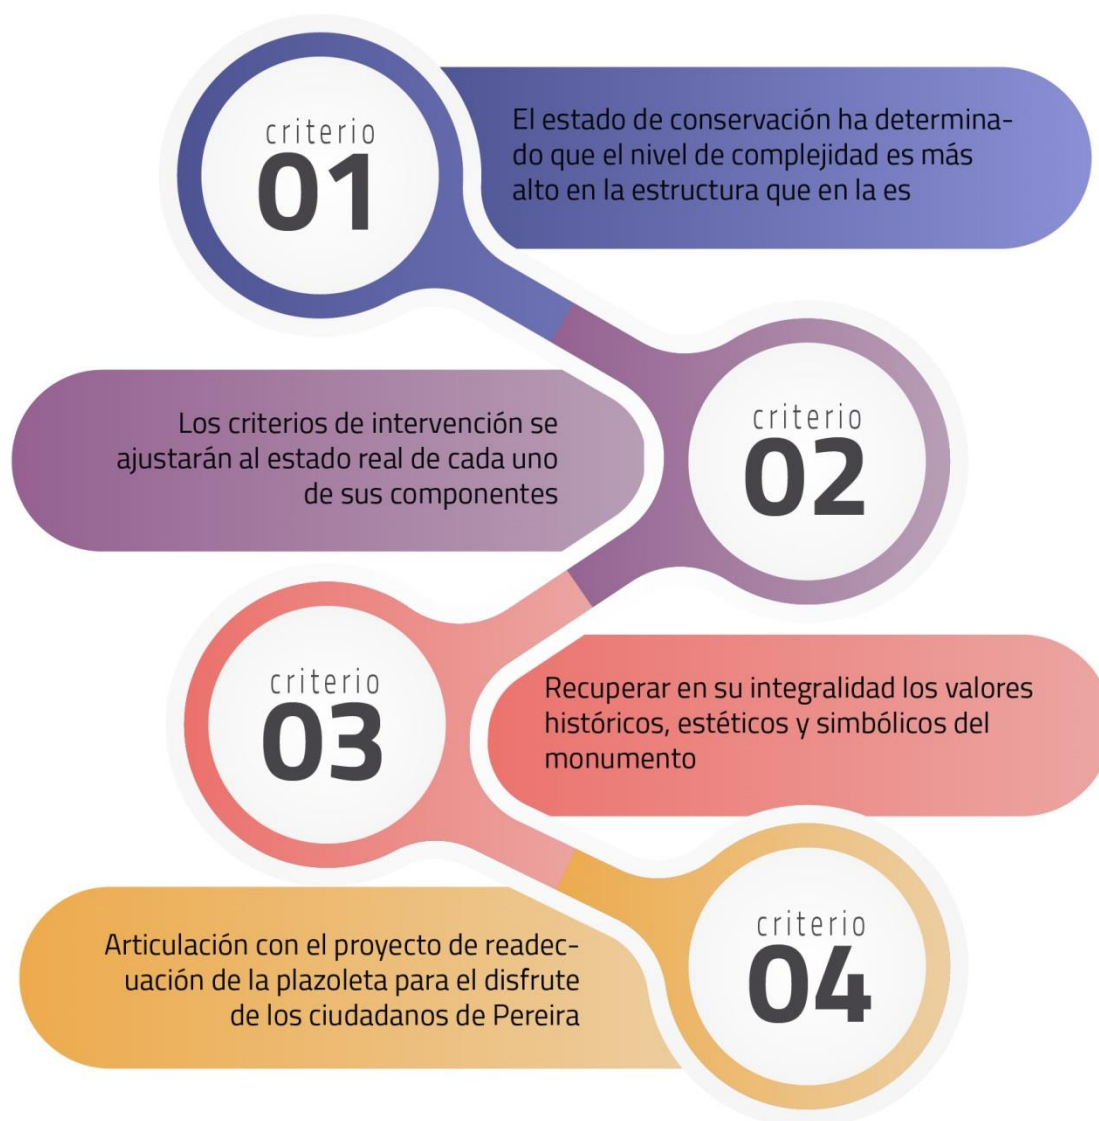 criterio
01
El estado de conservación ha determina-
do que el nivel de complejidad es más
alto en la estructura que en la es
Los criterios de intervención se
ajustarán al estado real de cada uno
de sus componentes
criterio
02
criterio
03
Recuperar en su integralidad los valores
históricos, estéticos y simbólicos del
monumento
Articulación con el proyecto de readec-
uación de la plazoleta para el disfrute
de los ciudadanos de Pereira
criterio
04